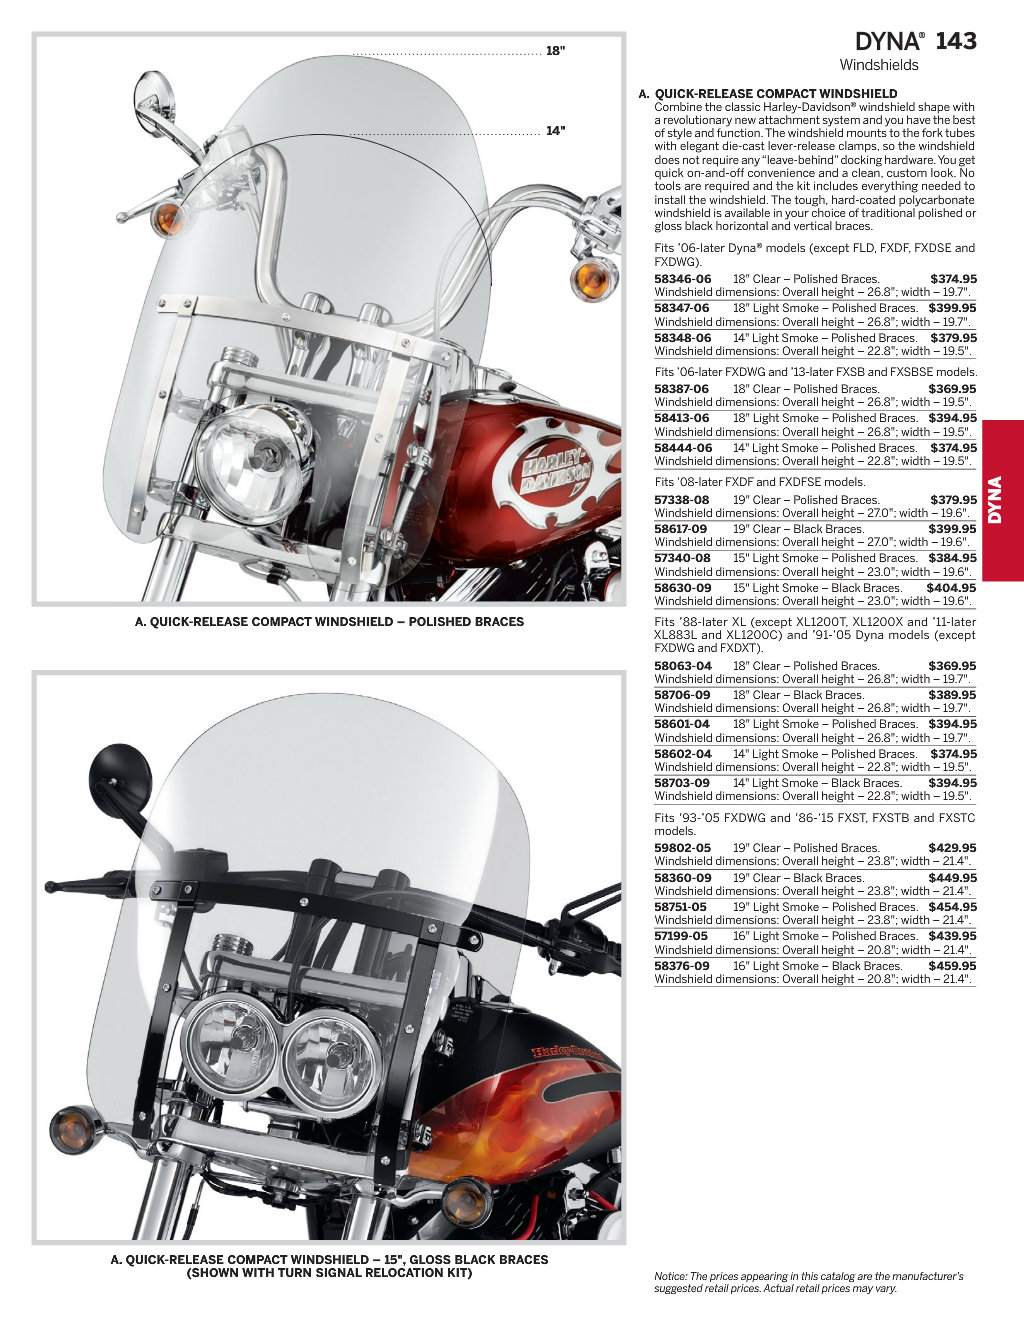 DYNA® 143
Windshields
18"
14"
A. QUICK-RELEASE COMPACT WINDSHIELD – POLISHED BRACES
HARLEY-
DAVIDSON
A. QUICK-RELEASE COMPACT WINDSHIELD – 15", GLOSS BLACK BRACES
(SHOWN WITH TURN SIGNAL RELOCATION KIT)
Harley-Davidson
A. QUICK-RELEASE COMPACT WINDSHIELD
Combine the classic Harley-Davidson® windshield shape with
a revolutionary new attachment system and you have the best
of style and function. The windshield mounts to the fork tubes
with elegant die-cast lever-release clamps, so the windshield
does not require any “leave-behind” docking hardware. You get
quick on-and-off convenience and a clean, custom look. No
tools are required and the kit includes everything needed to
install the windshield. The tough, hard-coated polycarbonate
windshield is available in your choice of traditional polished or
gloss black horizontal and vertical braces.
Fits ’06-later Dyna® models (except FLD, FXDF, FXDSE and
FXDWG).
58346-06 18" Clear – Polished Braces. $374.95
Windshield dimensions: Overall height – 26.8"; width – 19.7".
58347-06 18" Light Smoke – Polished Braces. $399.95
Windshield dimensions: Overall height – 26.8"; width – 19.7".
58348-06 14" Light Smoke – Polished Braces. $379.95
Windshield dimensions: Overall height – 22.8"; width – 19.5".
Fits ’06-later FXDWG and ’13-later FXSB and FXSBSE models.
58387-06 18" Clear – Polished Braces. $369.95
Windshield dimensions: Overall height – 26.8"; width – 19.5".
58413-06 18" Light Smoke – Polished Braces. $394.95
Windshield dimensions: Overall height – 26.8"; width – 19.5".
58444-06 14" Light Smoke – Polished Braces. $374.95
Windshield dimensions: Overall height – 22.8"; width – 19.5".
Fits ’08-later FXDF and FXDFSE models.
57338-08 19" Clear – Polished Braces. $379.95
Windshield dimensions: Overall height – 27.0"; width – 19.6".
58617-09 19" Clear – Black Braces. $399.95
Windshield dimensions: Overall height – 27.0"; width – 19.6".
57340-08 15" Light Smoke – Polished Braces. $384.95
Windshield dimensions: Overall height – 23.0"; width – 19.6".
58630-09 15" Light Smoke – Black Braces. $404.95
Windshield dimensions: Overall height – 23.0"; width – 19.6".
Fits ’88-later XL (except XL1200T, XL1200X and ’11-later
XL883L and XL1200C) and ’91-’05 Dyna models (except
FXDWG and FXDXT).
58063-04 18" Clear – Polished Braces. $369.95
Windshield dimensions: Overall height – 26.8"; width – 19.7".
58706-09 18" Clear – Black Braces. $389.95
Windshield dimensions: Overall height – 26.8"; width – 19.7".
58601-04 18" Light Smoke – Polished Braces. $394.95
Windshield dimensions: Overall height – 26.8"; width – 19.7".
58602-04 14" Light Smoke – Polished Braces. $374.95
Windshield dimensions: Overall height – 22.8"; width – 19.5".
58703-09 14" Light Smoke – Black Braces. $394.95
Windshield dimensions: Overall height – 22.8"; width – 19.5".
Fits ’93-’05 FXDWG and ’86-’15 FXST, FXSTB and FXSTC
models.
59802-05 19" Clear – Polished Braces. $429.95
Windshield dimensions: Overall height – 23.8"; width – 21.4".
58360-09 19" Clear – Black Braces. $449.95
Windshield dimensions: Overall height – 23.8"; width – 21.4".
58751-05 19" Light Smoke – Polished Braces. $454.95
Windshield dimensions: Overall height – 23.8"; width – 21.4".
57199-05 16" Light Smoke – Polished Braces. $439.95
Windshield dimensions: Overall height – 20.8"; width – 21.4".
58376-09 16" Light Smoke – Black Braces. $459.95
Windshield dimensions: Overall height – 20.8"; width – 21.4".
DYNA
Notice: The prices appearing in this catalog are the manufacturer’s
suggested retail prices. Actual retail prices may vary.